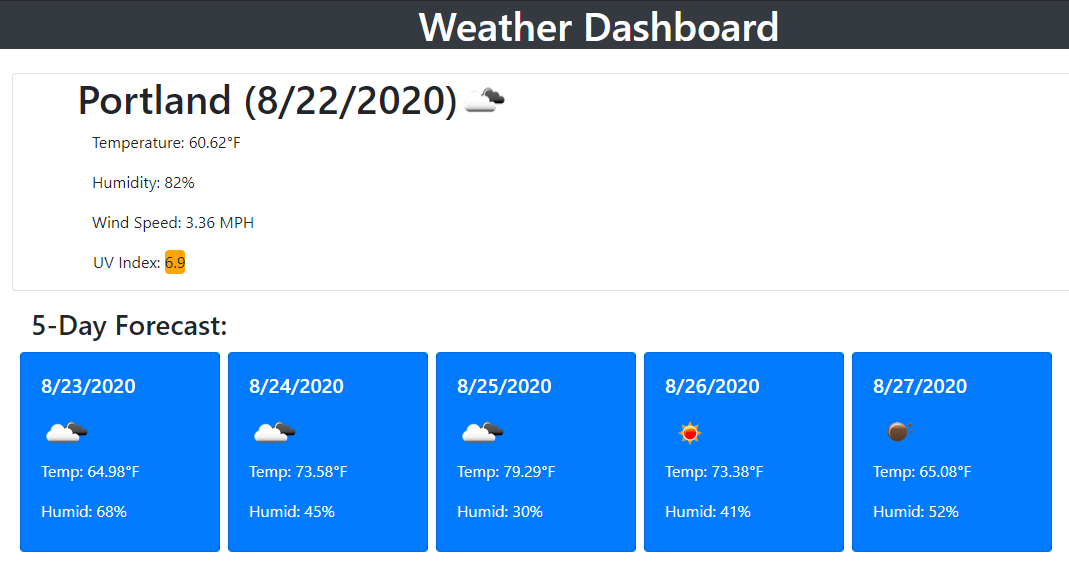 Weather Dashboard
Portland (8/22/2020)
Temperature: 60.62°F
Humidity: 82%
Wind Speed: 3.36 MPH
UV Index: 6.9
5-Day Forecast:
8/23/2020
Temp: 64.98°F
Humid: 68%
8/24/2020
Temp: 73.58°F
Humid: 45%
8/25/2020
Temp: 79.29°F
Humid: 30%
8/26/2020
Temp: 73.38°F
Humid: 41%
8/27/2020
Temp: 65.08°F
Humid: 52%